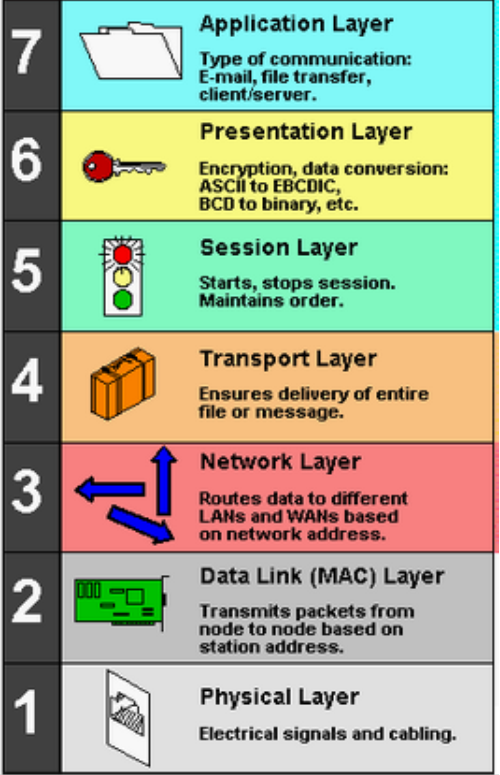 7
Application Layer
Type of communication:
E-mail, file transfer,
client/server.
6
Presentation Layer
Encryption, data conversion:
ASCII to EBCDIC,
BCD to binary, etc.
5
Session Layer
Starts, stops session.
Maintains order.
4
Transport Layer
Ensures delivery of entire
file or message.
3
Network Layer
Routes data to different
LANs and WANs based
on network address.
2
Data Link (MAC) Layer
Transmits packets from
node to node based on
station address.
1
Physical Layer
Electrical signals and cabling.